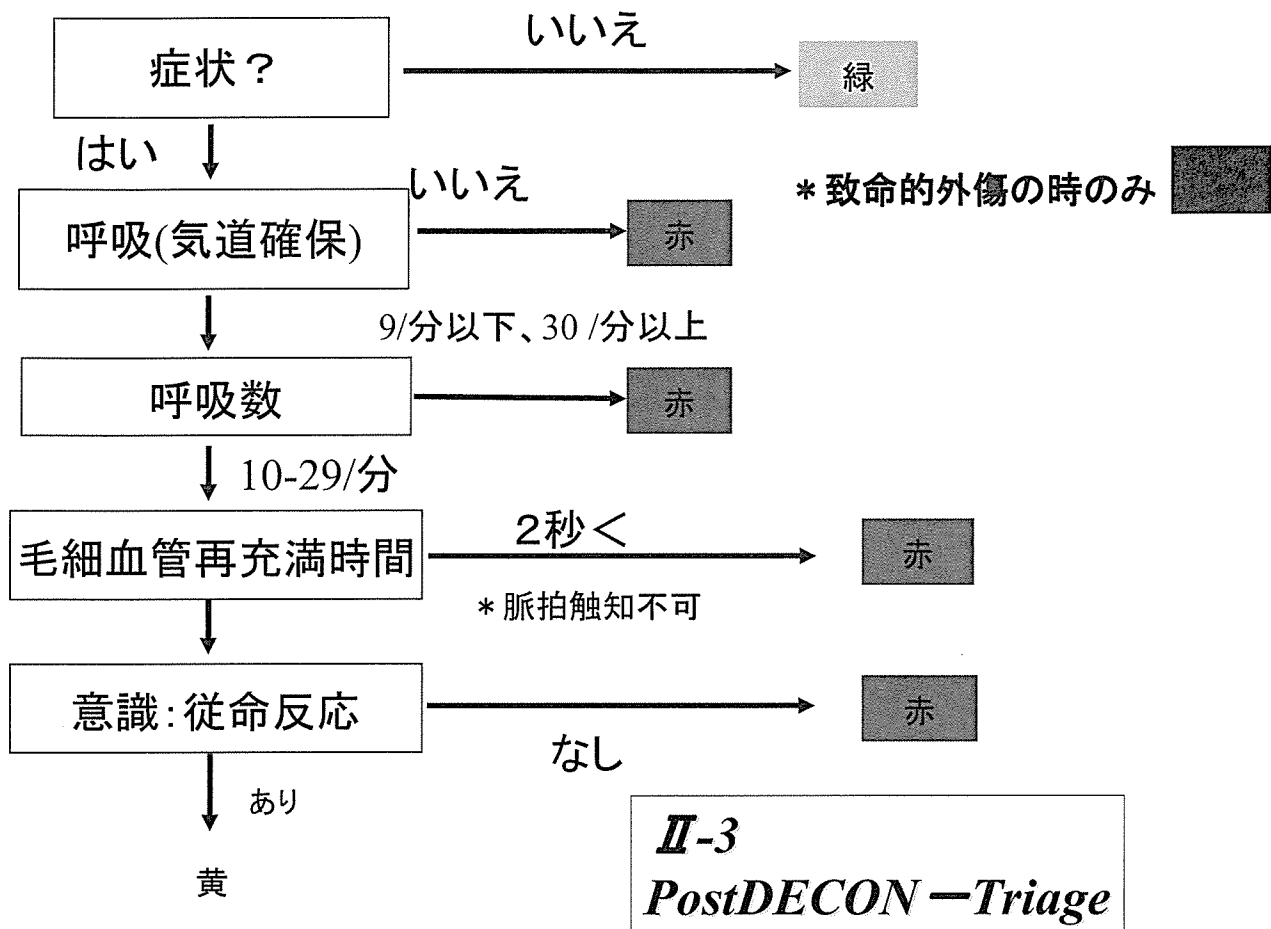 症状？
いいえ
緑
はい
いいえ
＊致命的外傷の時のみ
呼吸(気道確保)
赤
9/分以下、30 /分以上
呼吸数
赤
10-29/分
毛細血管再充満時間
２秒＜
赤
＊脈拍触知不可
意識：従命反応
赤
なし
あり
黄
Ⅱ-3
PostDECON－Triage